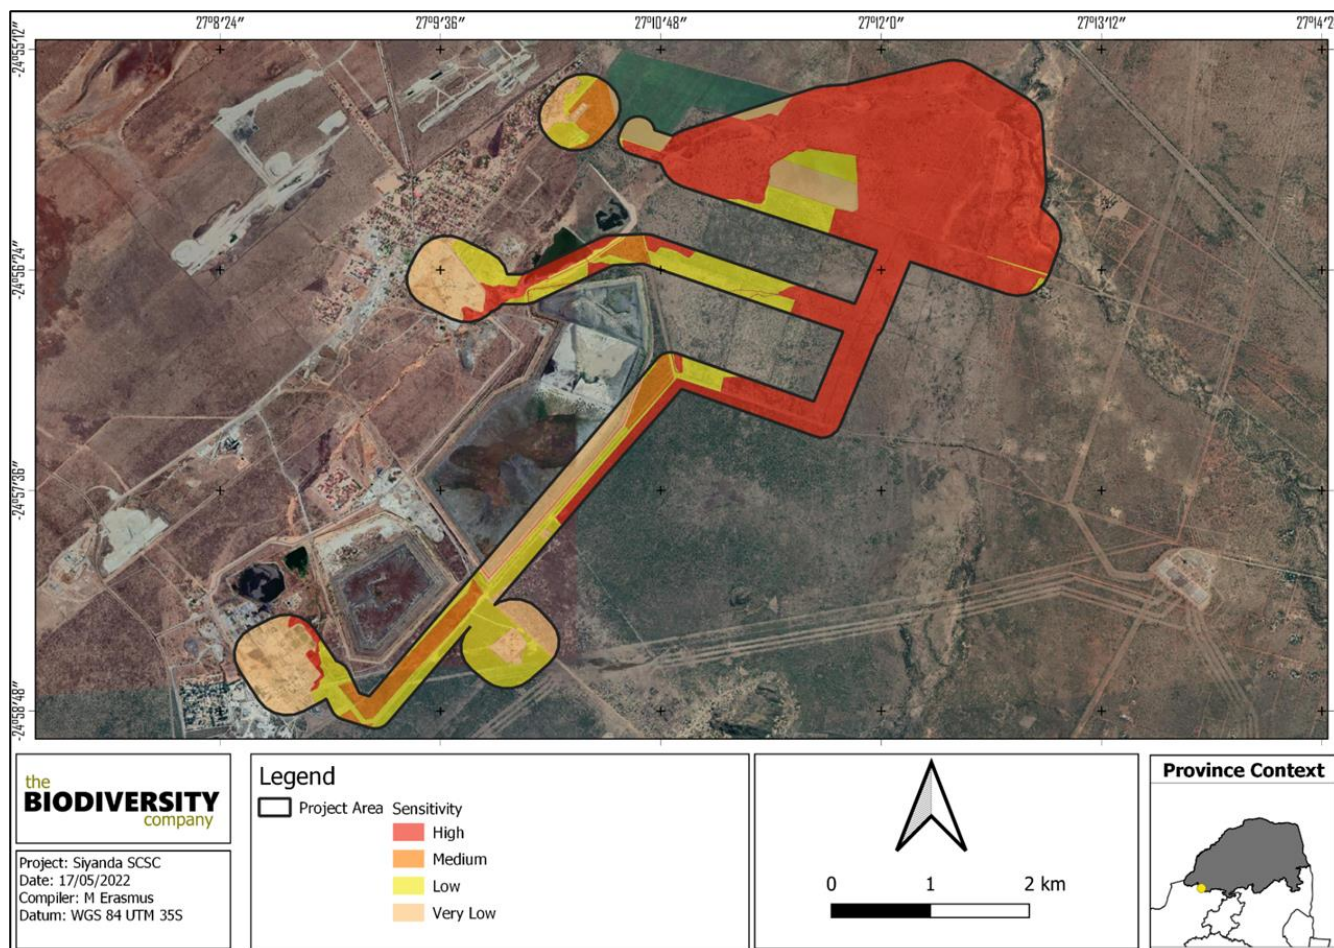 27°8'24" 27°9'36" 27°10'48" 27°12'0" 27°13'12"
-24°55'12"
-24°56'24"
-24°57'36"
-24°58'48"
the
BIODIVERSITY
company
Project: Siyanda SCSC
Date: 17/05/2022
Compiler: M Erasmus
Datum: WGS 84 UTM 35S
Legend
Project Area
Sensitivity
High
Medium
Low
Very Low
0 1 2 km
Province Context